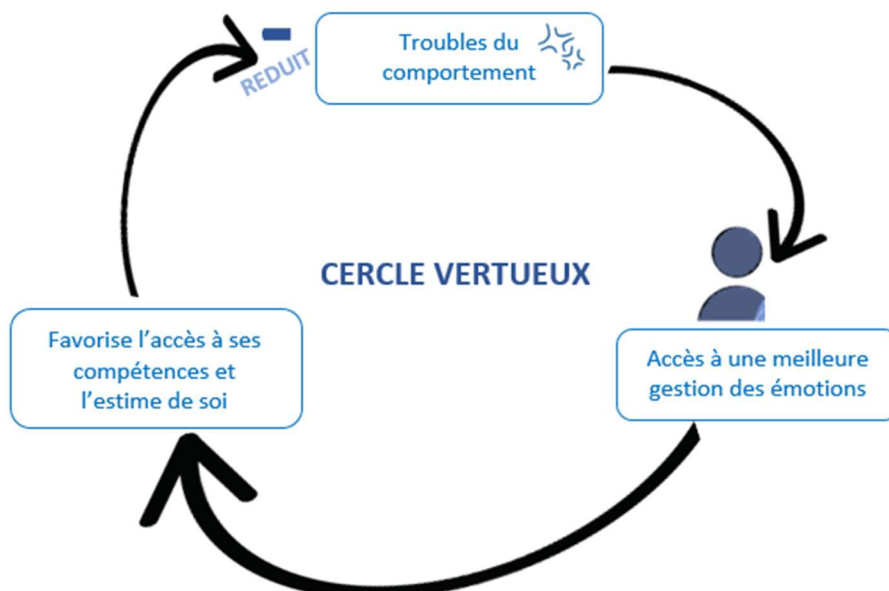 REDUIT
Troubles du
comportement
CERCLE VERTUEUX
Accès à une meilleure
gestion des émotions
Favorise l’accès à ses
compétences et
l’estime de soi